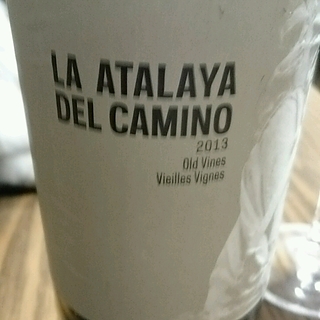 LA ATALAYA
DEL CAMINO
2013
Old Vines
Vieilles Vignes